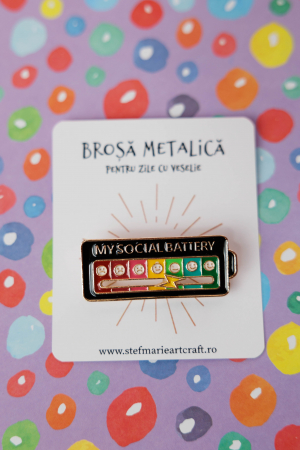 BROȘĂ METALICĂ
PENTRU ZILE CU VESELIE
MY SOCIAL BATTERY
www.stefmarieartcraft.ro